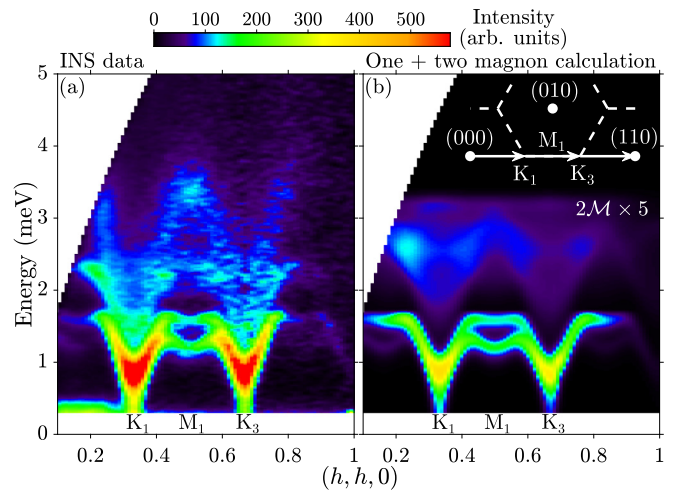 Intensity
(arb. units)
0 100 200 300 400 500
INS data
One + two magnon calculation
(a)
(b)
(010)
(000)
(110)
M₁
K₁
K₃
2ℳ × 5
Energy (meV)
5
4
3
2
1
0
K₁ M₁ K₃
K₁ M₁ K₃
0.2 0.4 0.6 0.8 1
0.2 0.4 0.6 0.8 1
(h, h, 0)